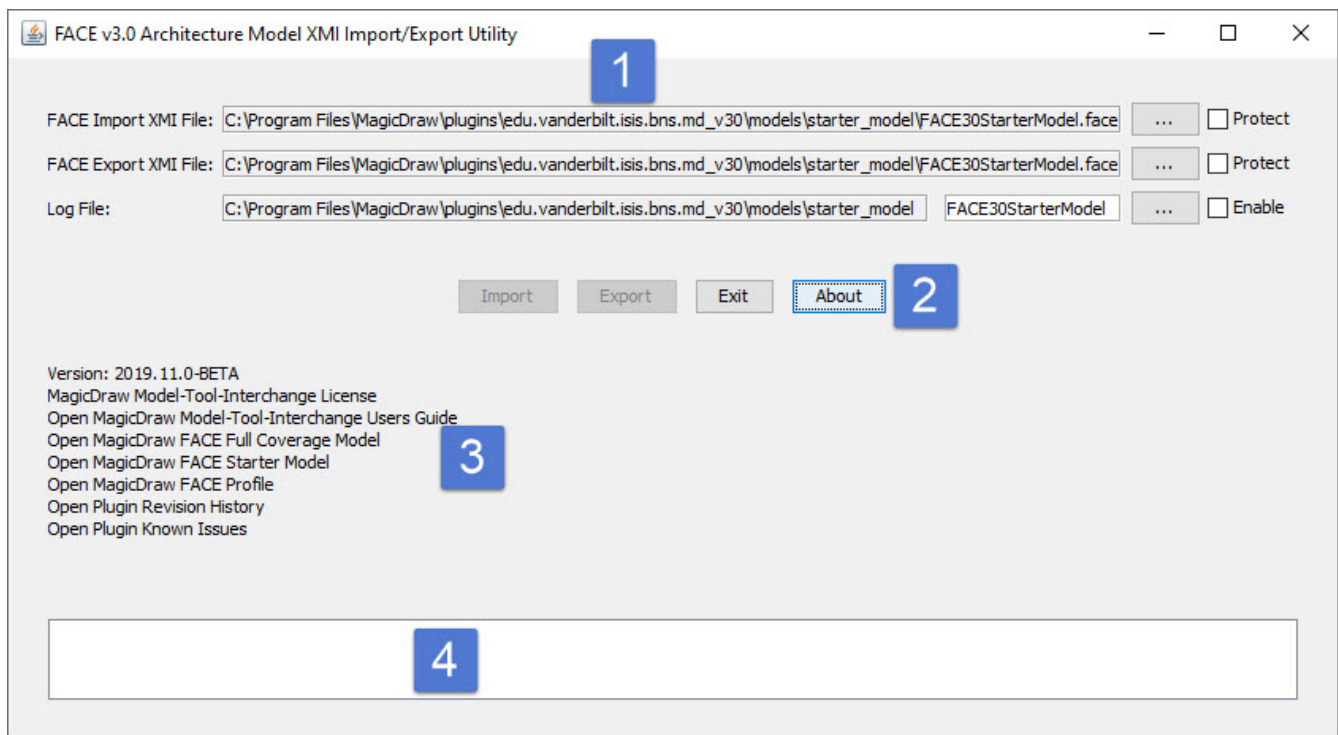 FACE v3.0 Architecture Model XMI Import/Export Utility
1
FACE Import XMI File: C:\Program Files\MagicDraw\plugins\edu.vanderbilt.isis.bns.md_v30\models\starter_model\FACE30StarterModel.face ... Protect
FACE Export XMI File: C:\Program Files\MagicDraw\plugins\edu.vanderbilt.isis.bns.md_v30\models\starter_model\FACE30StarterModel.face ... Protect
Log File: C:\Program Files\MagicDraw\plugins\edu.vanderbilt.isis.bns.md_v30\models\starter_model FACE30StarterModel ... Enable
Import Export Exit About 2
Version: 2019.11.0-BETA
MagicDraw Model-Tool-Interchange License
Open MagicDraw Model-Tool-Interchange Users Guide
Open MagicDraw FACE Full Coverage Model
Open MagicDraw FACE Starter Model
3
Open MagicDraw FACE Profile
Open Plugin Revision History
Open Plugin Known Issues
4